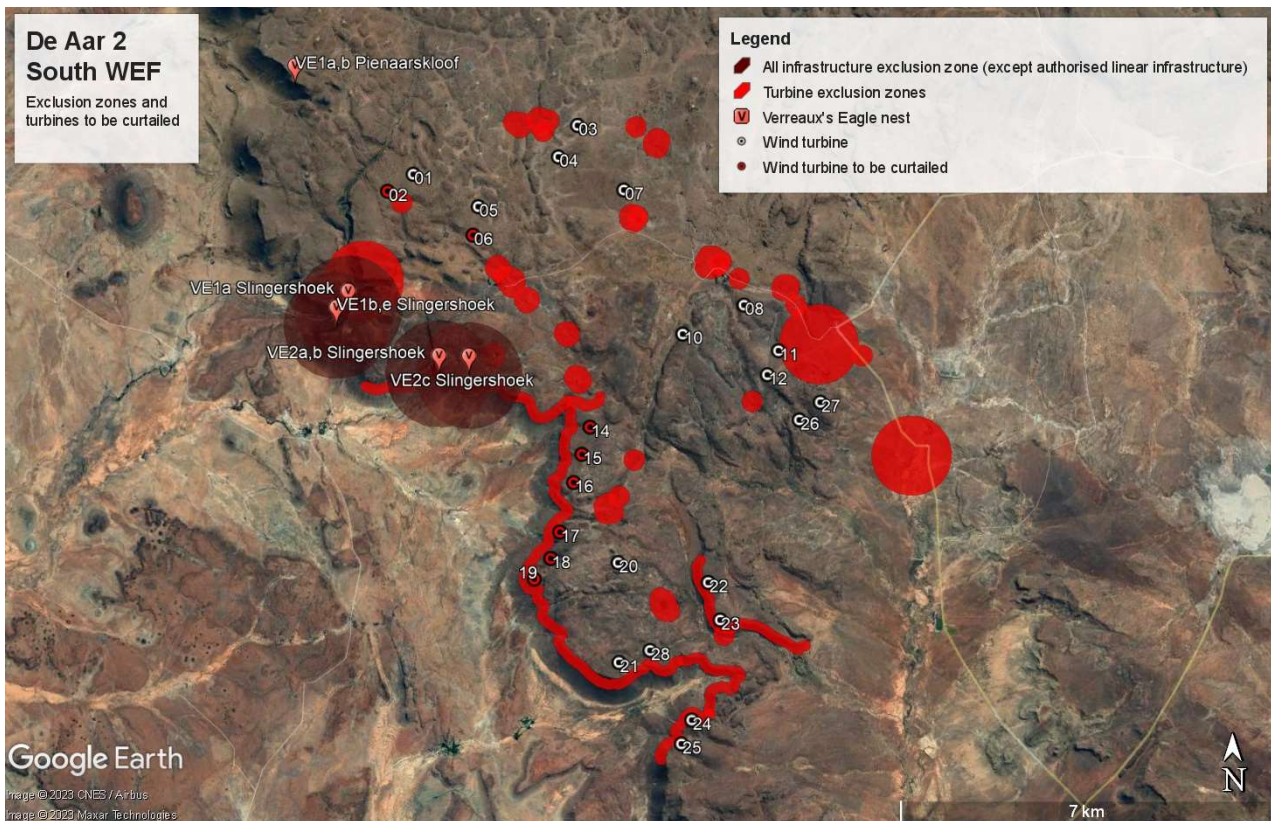 De Aar 2
South WEF
Exclusion zones and
turbines to be curtailed
Legend
All infrastructure exclusion zone (except authorised linear infrastructure)
Turbine exclusion zones
V Verreaux's Eagle nest
Wind turbine
Wind turbine to be curtailed
VE1a,b Pienaarskloof
03
04
01
02
07
05
06
VE1a Slingershoek
VE1b,e Slingershoek
08
10
VE2a,b Slingershoek
11
VE2c Slingershoek
12
27
26
14
15
16
17
18
19
20
22
23
28
21
24
25
Google Earth
Image © 2023 CNES / Airbus
Image © 2023 Maxar Technologies
N
7 km